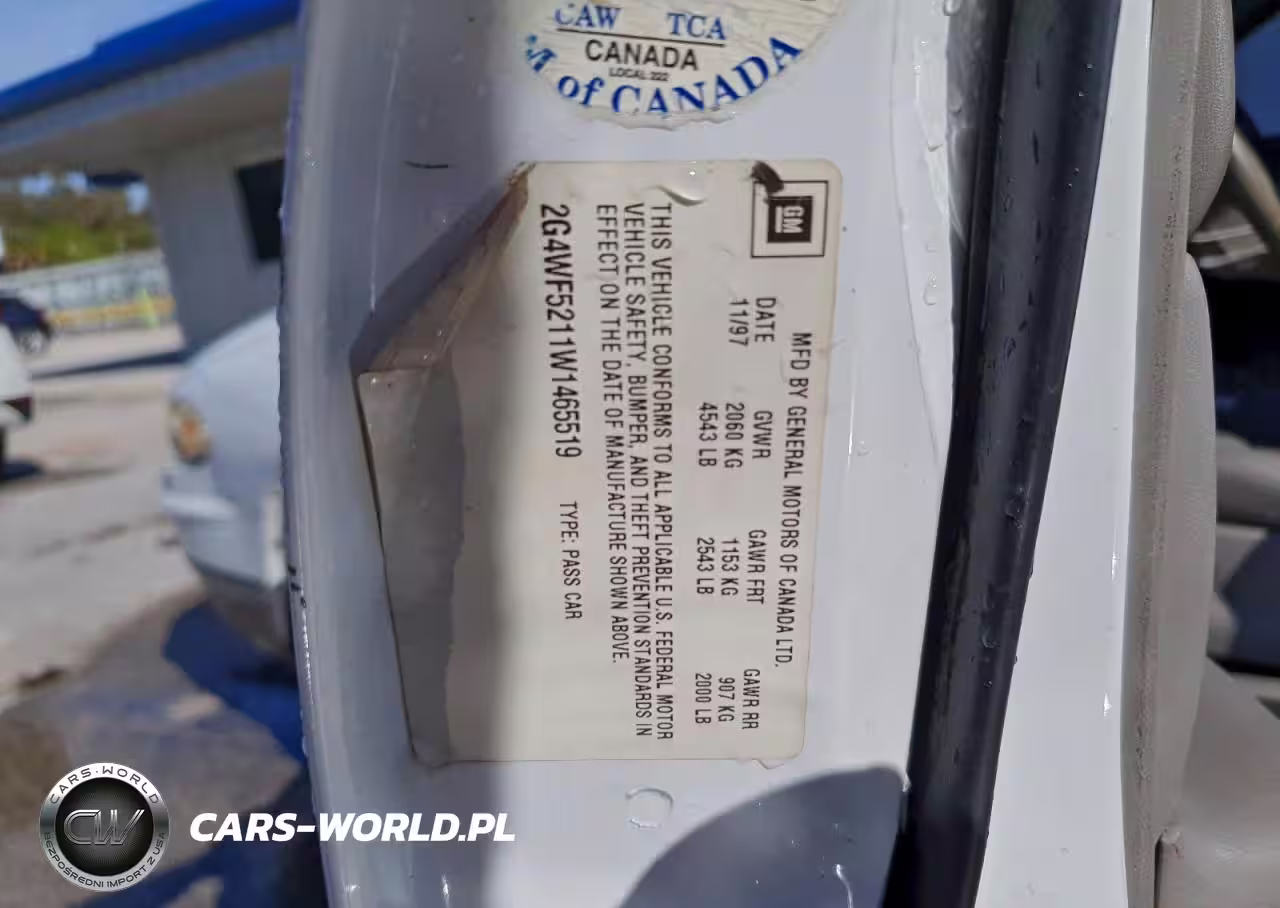 CAW TCA
CANADA
LOCAL 222
of CANADA
GM
MFD BY GENERAL MOTORS OF CANADA LTD.
DATE GVWR GAWR FRT GAWR RR
11/97 2060 KG 1153 KG 907 KG
4543 LB 2543 LB 2000 LB
THIS VEHICLE CONFORMS TO ALL APPLICABLE U.S. FEDERAL MOTOR
VEHICLE SAFETY, BUMPER, AND THEFT PREVENTION STANDARDS IN
EFFECT ON THE DATE OF MANUFACTURE SHOWN ABOVE.
2G4WF5211W1465519 TYPE: PASS CAR
CARS-WORLD
CW
BEZPOŚREDNI IMPORT Z USA
CARS-WORLD.PL